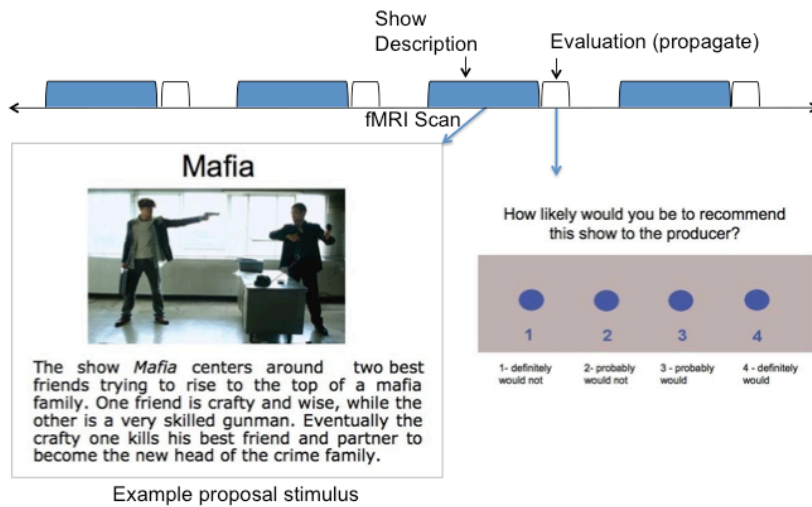 Show
Description
Evaluation (propagate)
fMRI Scan
Mafia
The show Mafia centers around two best
friends trying to rise to the top of a mafia
family. One friend is crafty and wise, while the
other is a very skilled gunman. Eventually the
crafty one kills his best friend and partner to
become the new head of the crime family.
Example proposal stimulus
How likely would you be to recommend
this show to the producer?
1 2 3 4
1- definitely would not
2- probably would not
3 - probably would
4 - definitely would